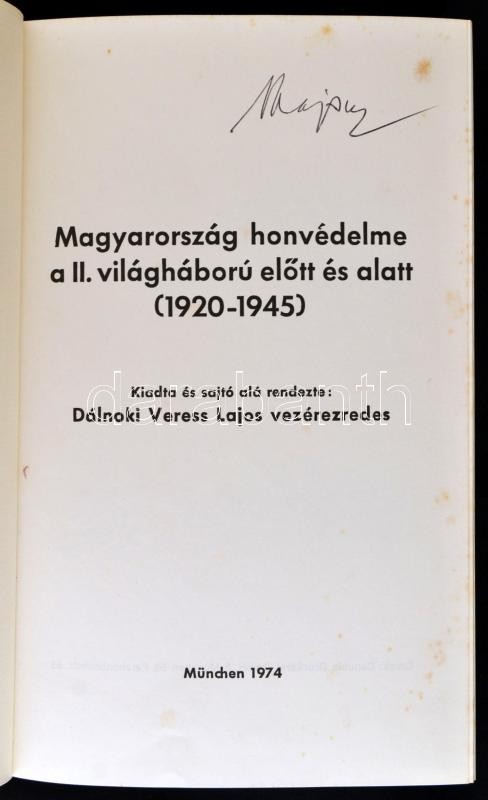 Magyarország honvédelme
a II. világháború előtt és alatt
(1920-1945)
Kiadta és sajtó alá rendezte:
Dálnoki Veress Lajos vezérezredes
darabanth
München 1974